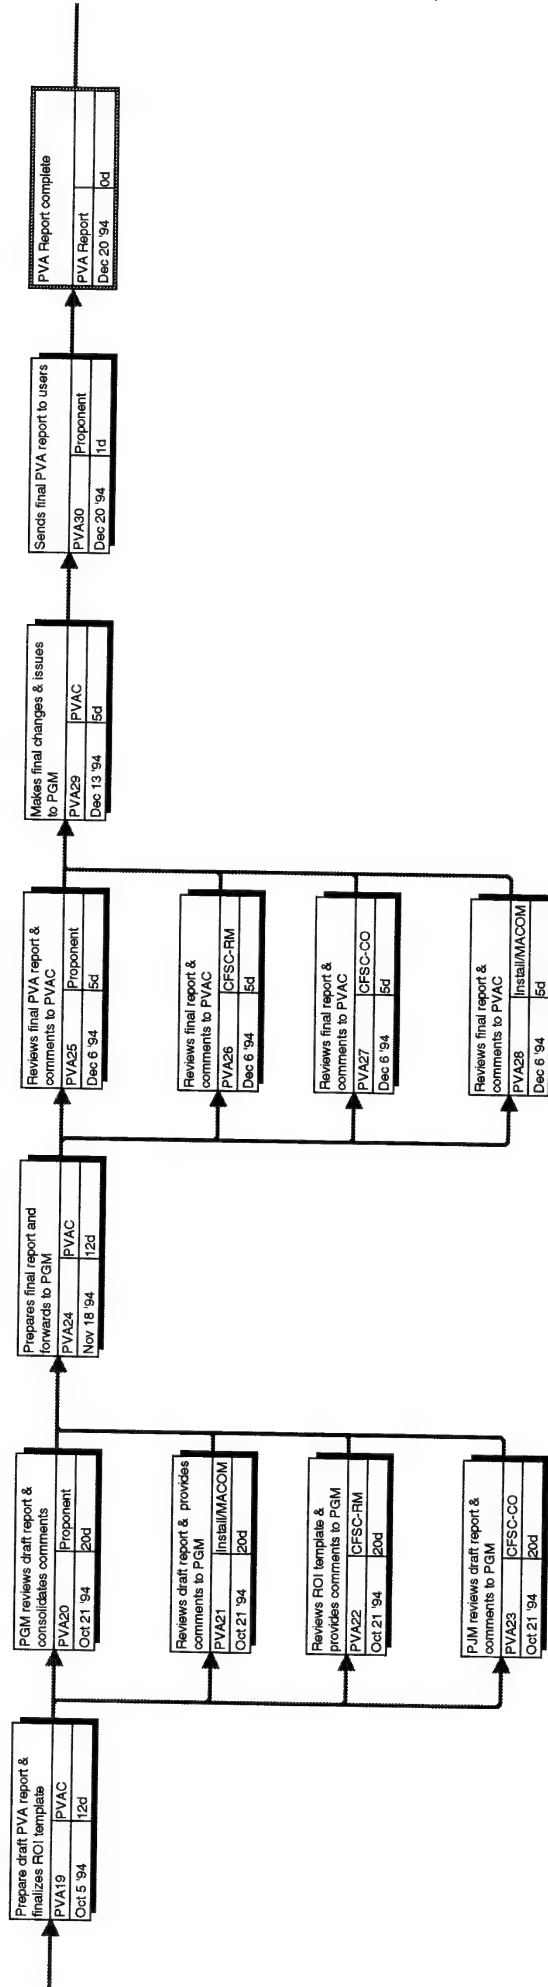 Prepare draft PVA report &
finalizes ROI template
PVA19 PVAC
Oct 5 '94 12d
PGM reviews draft report &
consolidates comments
PVA20 Proponent
Oct 21 '94 20d
Reviews draft report & provides
comments to PGM
PVA21 Install/MACOM
Oct 21 '94 20d
Reviews ROI template &
provides comments to PGM
PVA22 CFSC-RM
Oct 21 '94 20d
PJM reviews draft report &
comments to PGM
PVA23 CFSC-CO
Oct 21 '94 20d
Prepares final report and
forwards to PGM
PVA24 PVAC
Nov 18 '94 12d
Reviews final PVA report &
comments to PVAC
PVA25 Proponent
Dec 6 '94 5d
Reviews final report &
comments to PVAC
PVA26 CFSC-RM
Dec 6 '94 5d
Reviews final report &
comments to PVAC
PVA27 CFSC-CO
Dec 6 '94 5d
Reviews final report &
comments to PVAC
PVA28 Install/MACOM
Dec 6 '94 5d
Makes final changes & issues
to PGM
PVA29 PVAC
Dec 13 '94 5d
Sends final PVA report to users
PVA30 Proponent
Dec 20 '94 1d
PVA Report complete
PVA Report
Dec 20 '94 0d